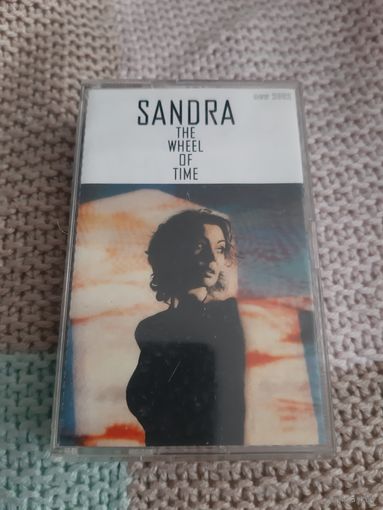 SANDRA
THE
WHEEL
OF
TIME